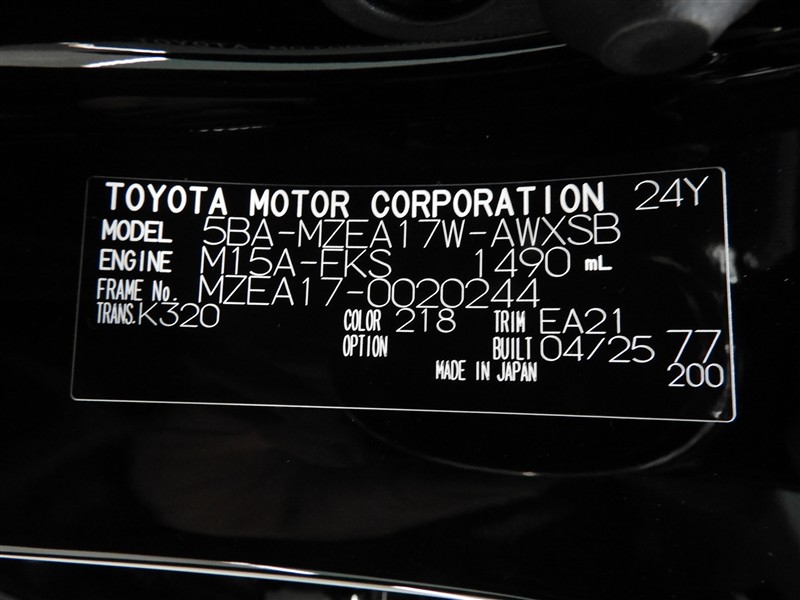 TOYOTA MOTOR CORPORATION 24Y
MODEL 5BA-MZEA17W-AWXSB
ENGINE M15A-FKS 1490 mL
FRAME No. MZEA17-0020244
TRANS. K320 COLOR 218 TRIM EA21
OPTION BUILT 04/25 77
MADE IN JAPAN 200